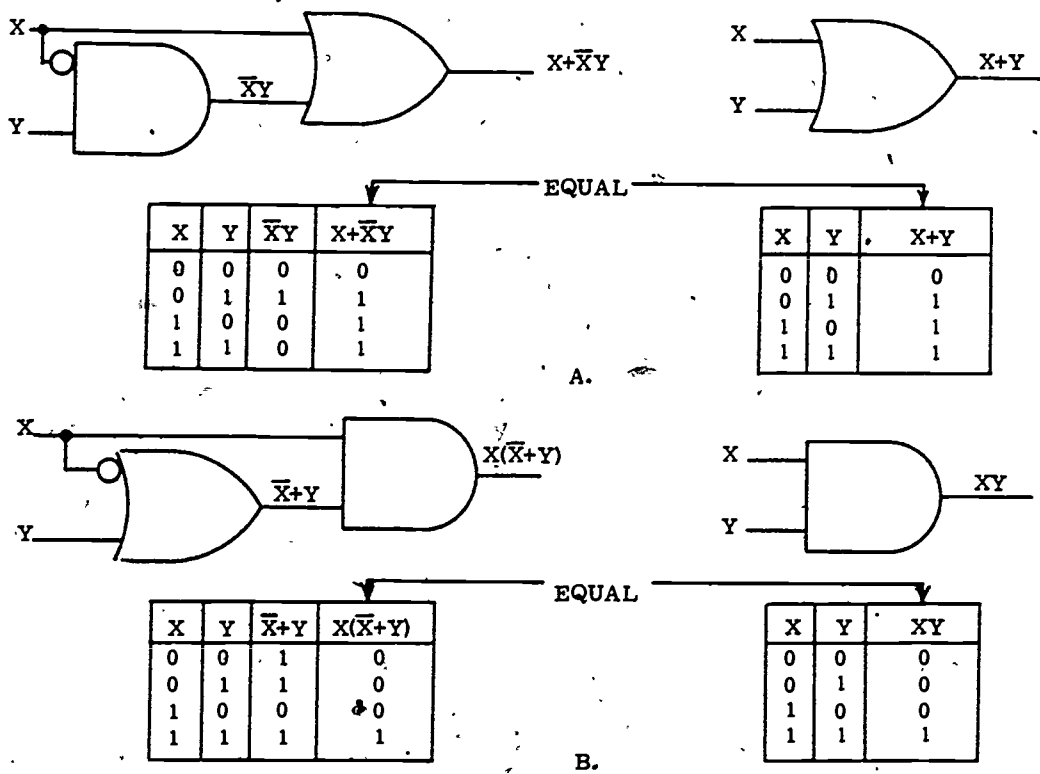 X
X̅Y
Y
X+X̅Y
X
Y
X+Y
EQUAL
X Y X̅Y X+X̅Y
0 0 0 0
0 1 1 1
1 0 0 1
1 1 0 1
X Y X+Y
0 0 0
0 1 1
1 0 1
1 1 1
A.
X
Y
X̅+Y
X(X̅+Y)
X
Y
XY
EQUAL
X Y X̅+Y X(X̅+Y)
0 0 1 0
0 1 1 0
1 0 0 0
1 1 1 1
X Y XY
0 0 0
0 1 0
1 0 0
1 1 1
B.